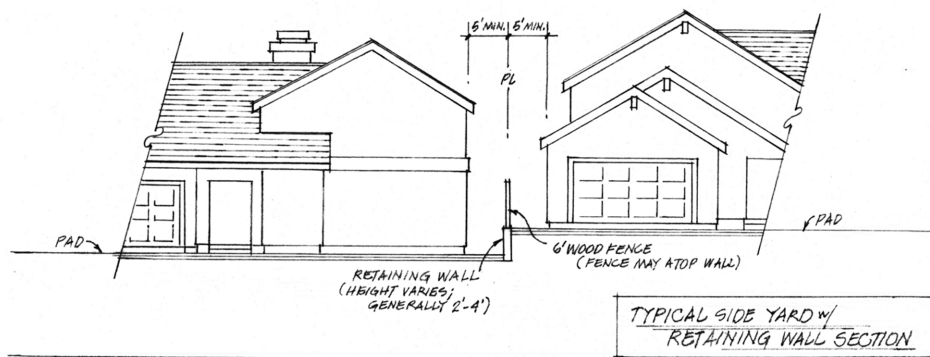 5' MIN. 5' MIN.
PL
PAD
PAD
6' WOOD FENCE
(FENCE MAY ATOP WALL)
RETAINING WALL
(HEIGHT VARIES;
GENERALLY 2'-4')
TYPICAL SIDE YARD W/
RETAINING WALL SECTION